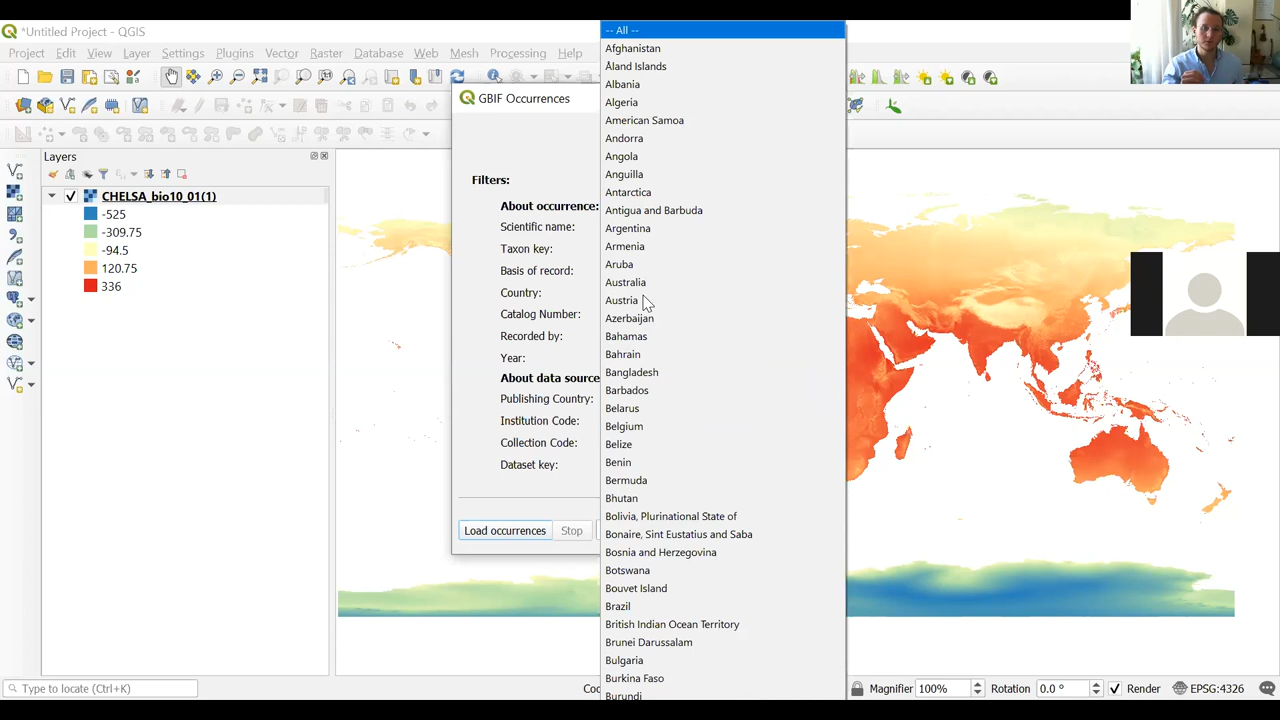 *Untitled Project - QGIS
Project Edit View Layer Settings Plugins Vector Raster Database Web Mesh Processing Help
Layers
CHELSA_bio10_01(1)
-525
-309.75
-94.5
120.75
336
GBIF Occurrences
Filters:
About occurrence:
Scientific name:
Taxon key:
Basis of record:
Country:
Catalog Number:
Recorded by:
Year:
About data source
Publishing Country:
Institution Code:
Collection Code:
Dataset key:
Load occurrences Stop
-- All --
Afghanistan
Åland Islands
Albania
Algeria
American Samoa
Andorra
Angola
Anguilla
Antarctica
Antigua and Barbuda
Argentina
Armenia
Aruba
Australia
Austria
Azerbaijan
Bahamas
Bahrain
Bangladesh
Barbados
Belarus
Belgium
Belize
Benin
Bermuda
Bhutan
Bolivia, Plurinational State of
Bonaire, Sint Eustatius and Saba
Bosnia and Herzegovina
Botswana
Bouvet Island
Brazil
British Indian Ocean Territory
Brunei Darussalam
Bulgaria
Burkina Faso
Burundi
Type to locate (Ctrl+K) Coo Magnifier 100% Rotation 0.0 ° Render EPSG:4326